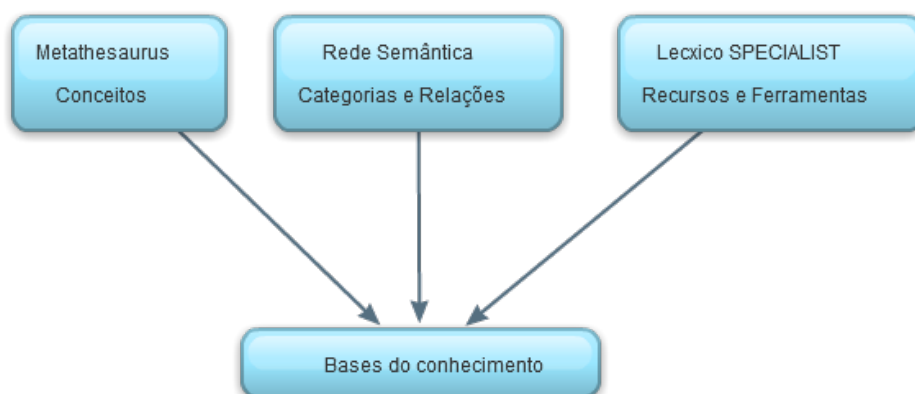 Metathesaurus
Conceitos
Rede Semântica
Categorias e Relações
Lecxico SPECIALIST
Recursos e Ferramentas
Bases do conhecimento